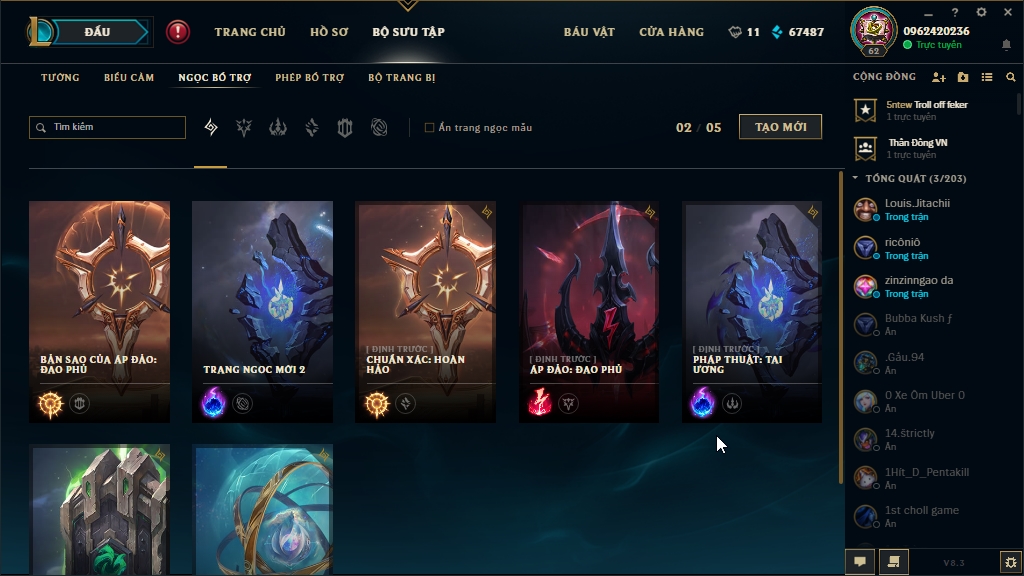 ĐẤU
TRANG CHỦ
HỒ SƠ
BỘ SƯU TẬP
BÁU VẬT
CỬA HÀNG
11
67487
62
0962420236
Trực tuyến
TƯỚNG
BIỂU CẢM
NGỌC BỔ TRỢ
PHÉP BỔ TRỢ
BỘ TRANG BỊ
CỘNG ĐỒNG
Tìm kiếm
Ẩn trang ngọc mẫu
02 / 05
TẠO MỚI
5ntew Troll off feker
1 trực tuyến
Thần Đồng VN
1 trực tuyến
TỔNG QUÁT (3/203)
Louis.Jitachii
Trong trận
ricôniô
Trong trận
zinzinngao da
Trong trận
Bubba Kush ƒ
Ẩn
.Gấu.94
Ẩn
0 Xe Ôm Uber 0
Ẩn
14.štrictly
Ẩn
1Hit_D_Pentakill
Ẩn
1st choll game
Ẩn
BẢN SAO CỦA ÁP ĐẢO:
ĐAO PHỦ
TRANG NGỌC MỚI 2
[ ĐỊNH TRƯỚC ]
CHUẨN XÁC: HOÀN
HẢO
[ ĐỊNH TRƯỚC ]
ÁP ĐẢO: ĐAO PHỦ
[ ĐỊNH TRƯỚC ]
PHÁP THUẬT: TAI
ƯƠNG
V8.3